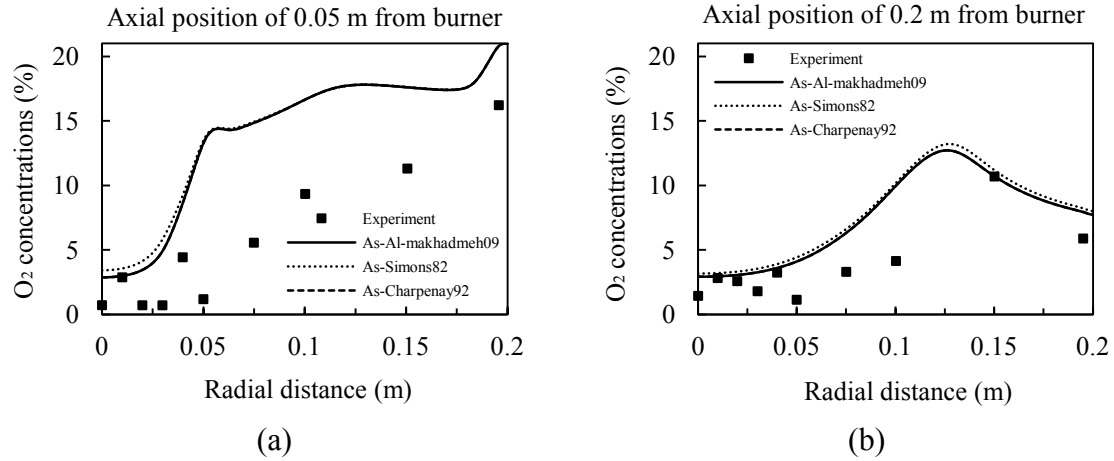 Axial position of 0.05 m from burner
O₂ concentrations (%)
20
15
10
5
0
Experiment
As-Al-makhadmeh09
As-Simons82
As-Charpenay92
0 0.05 0.1 0.15 0.2
Radial distance (m)
(a)
Axial position of 0.2 m from burner
O₂ concentrations (%)
20
15
10
5
0
Experiment
As-Al-makhadmeh09
As-Simons82
As-Charpenay92
0 0.05 0.1 0.15 0.2
Radial distance (m)
(b)